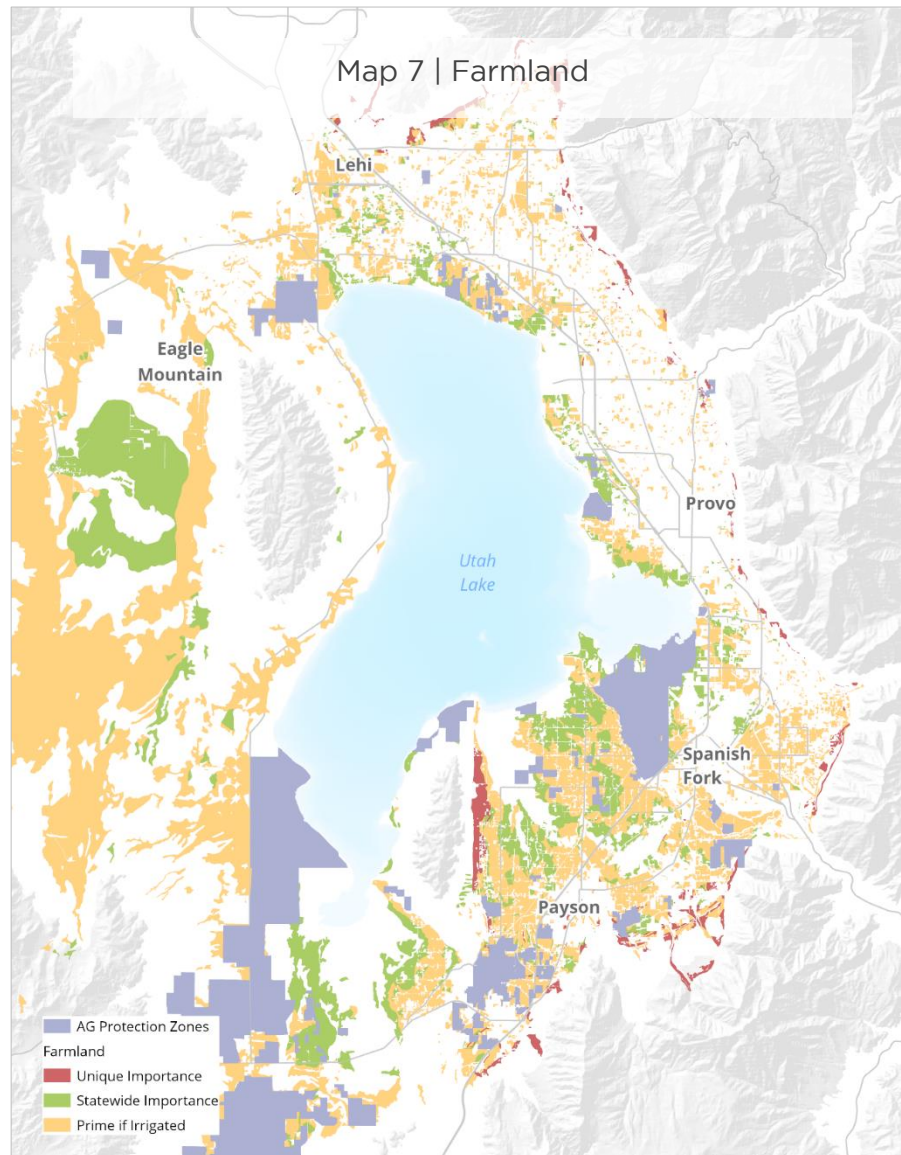 Map 7 | Farmland
Lehi
Eagle
Mountain
Provo
Utah
Lake
Spanish
Fork
Payson
AG Protection Zones
Farmland
Unique Importance
Statewide Importance
Prime if Irrigated